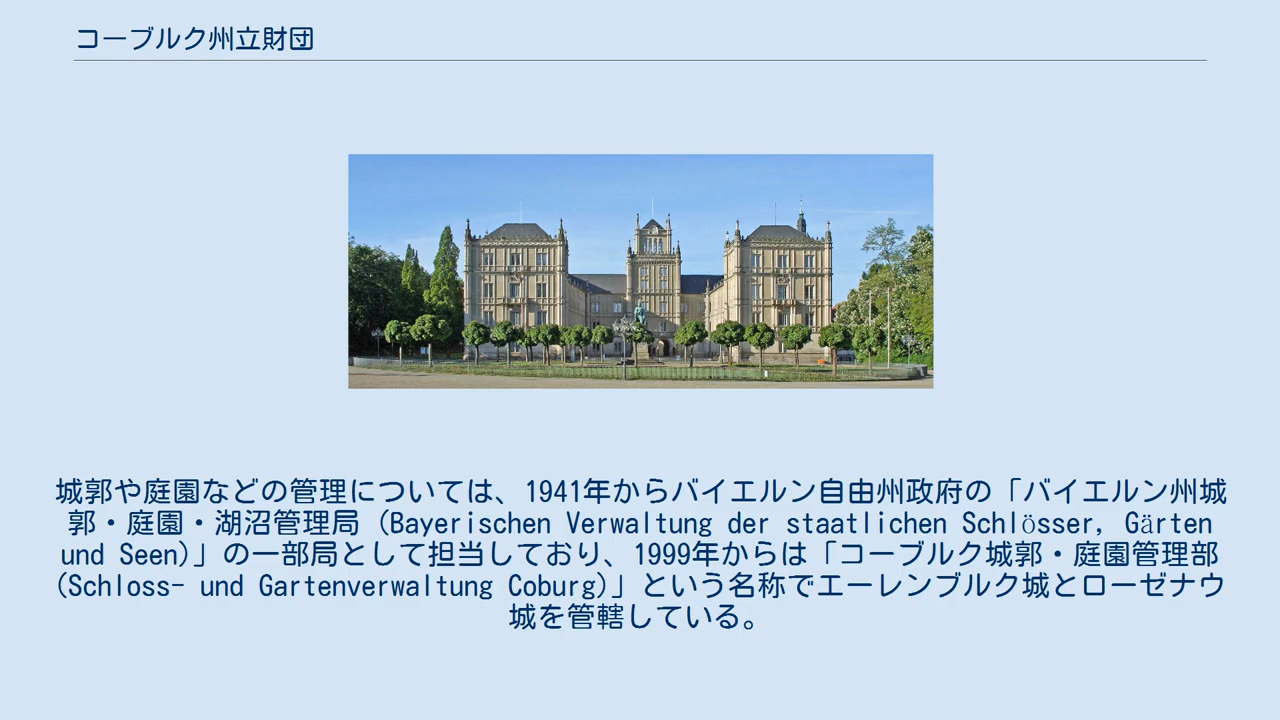 コーブルク州立財団
城郭や庭園などの管理については、1941年からバイエルン自由州政府の「バイエルン州城
郭・庭園・湖沼管理局 (Bayerischen Verwaltung der staatlichen Schlösser, Gärten
und Seen)」の一部局として担当しており、1999年からは「コーブルク城郭・庭園管理部
(Schloss- und Gartenverwaltung Coburg)」という名称でエーレンブルク城とローゼナウ
城を管轄している。